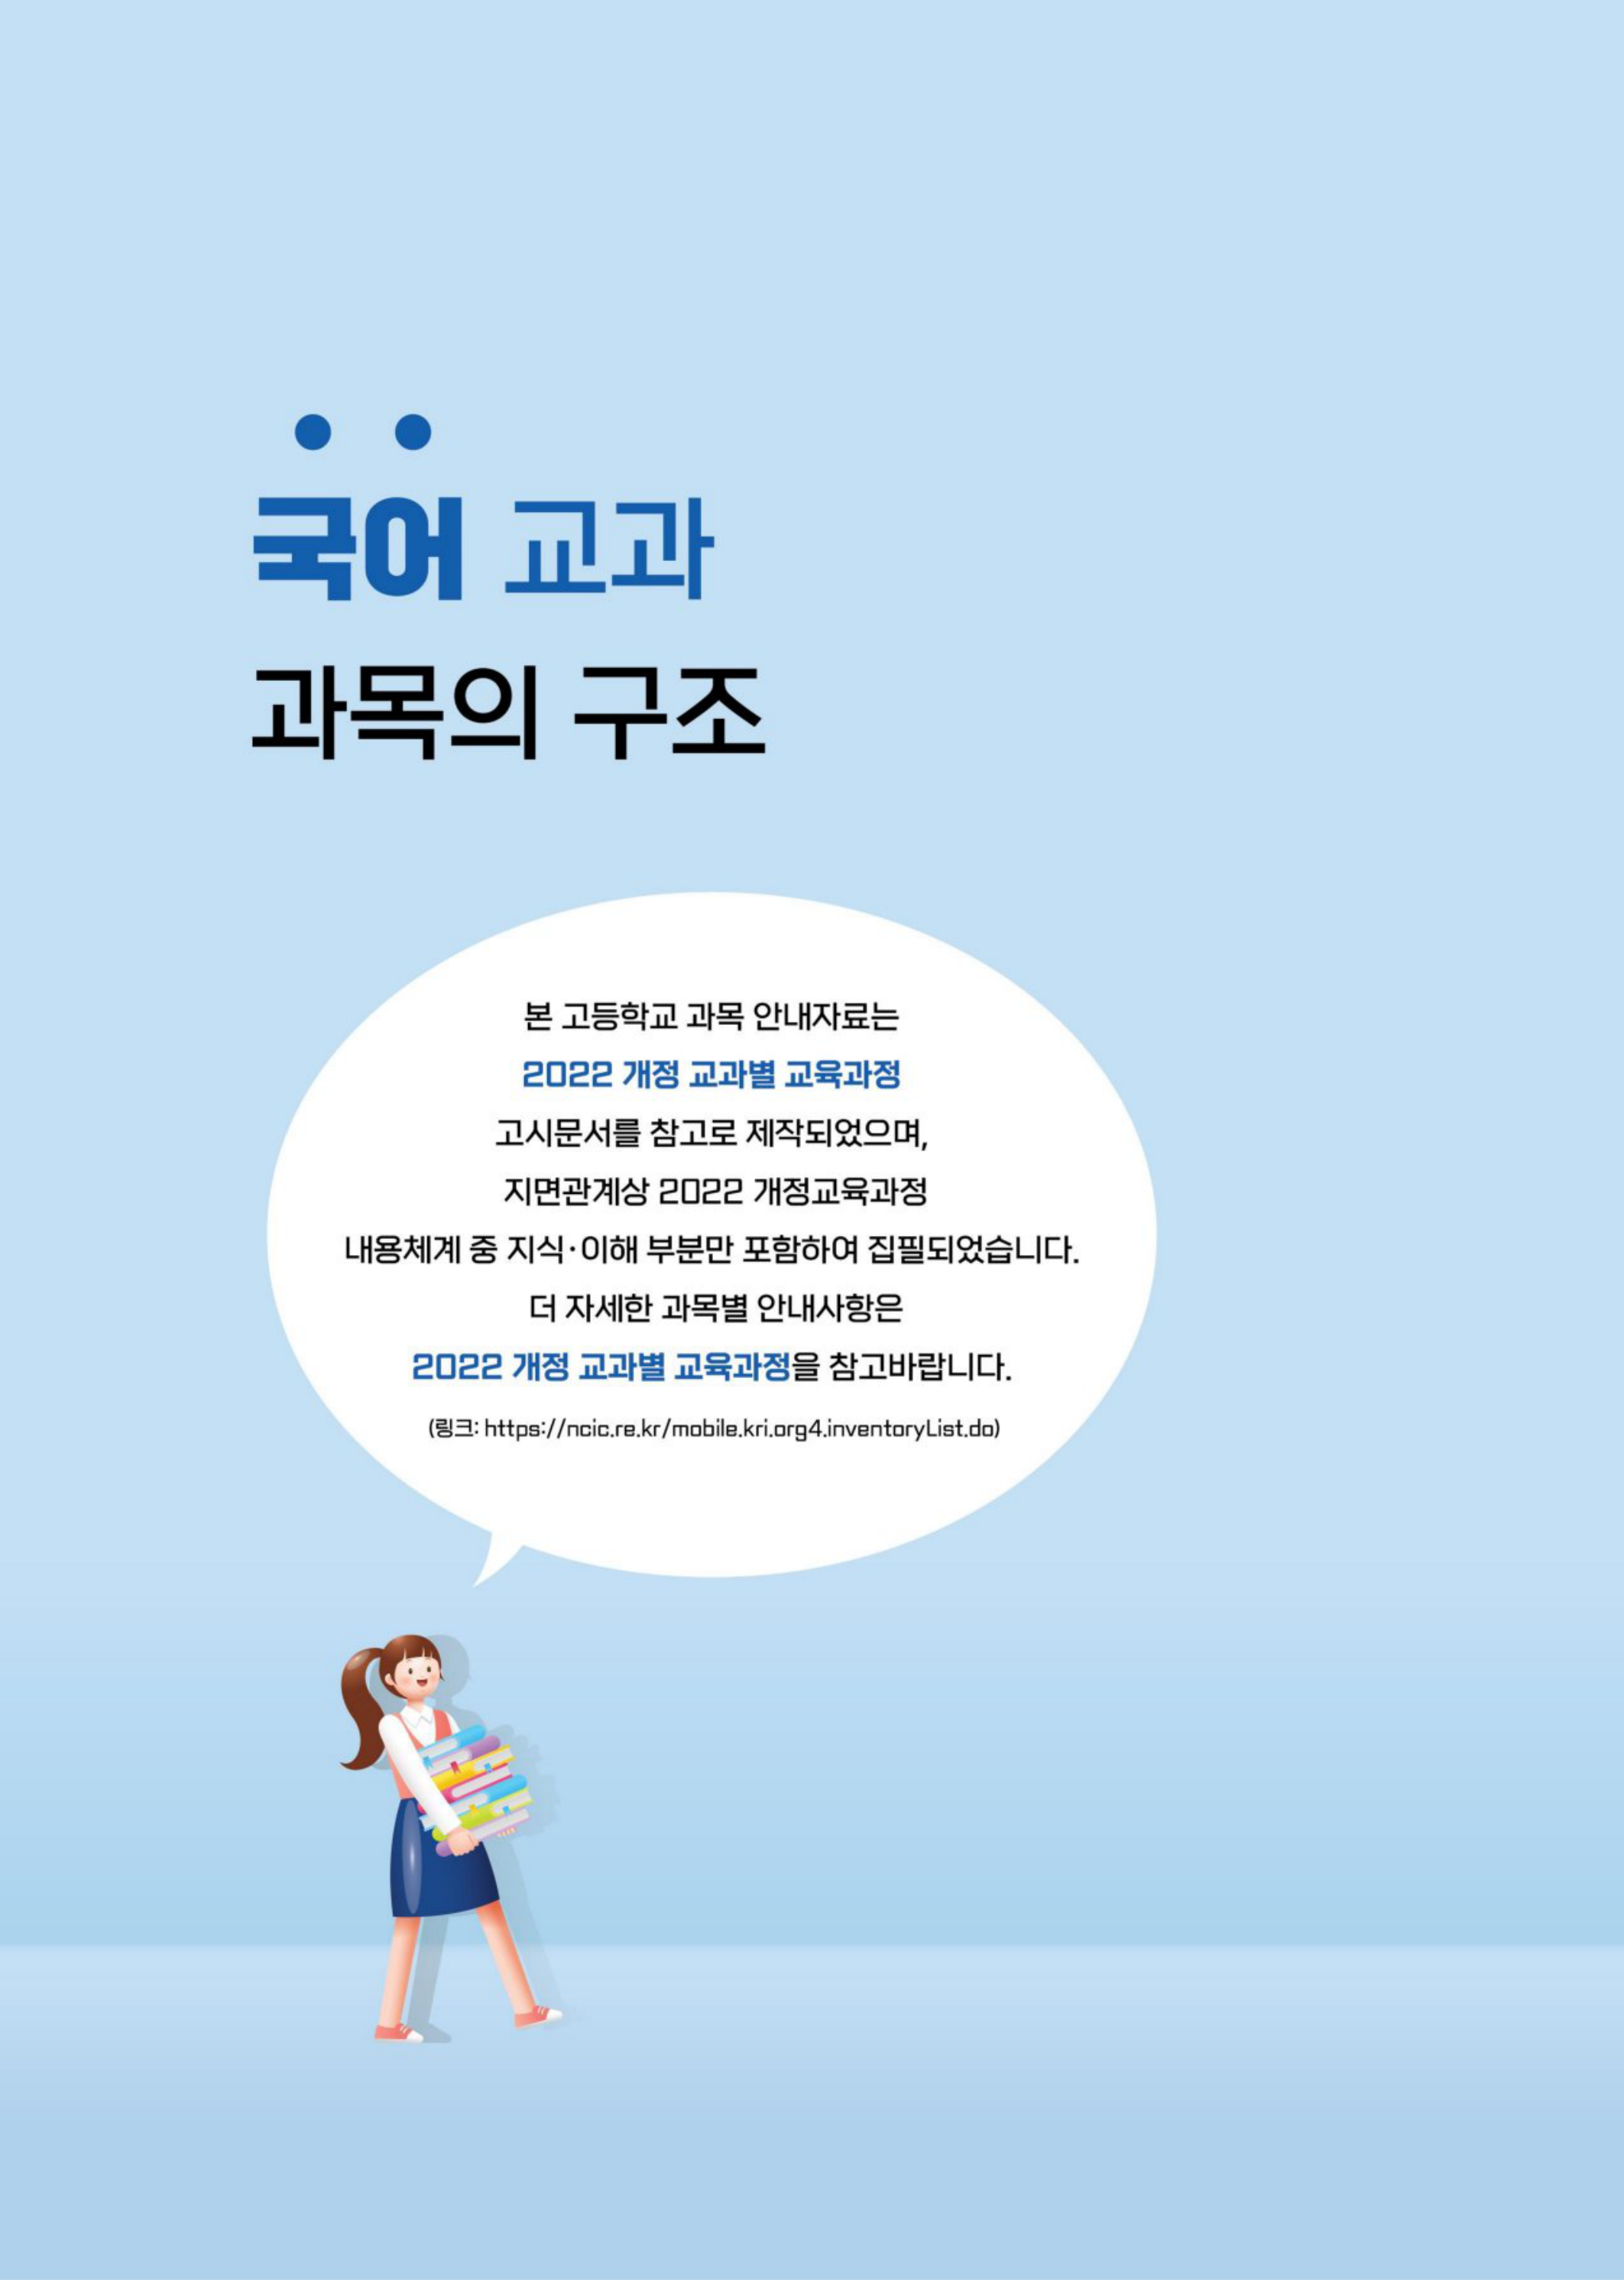 국어 교과
과목의 구조
본 고등학교 과목 안내자료는
2022 개정 교과별 교육과정
고시문서를 참고로 제작되었으며,
지면관계상 2022 개정교육과정
내용체계 중 지식·이해 부분만 포함하여 집필되었습니다.
더 자세한 과목별 안내사항은
2022 개정 교과별 교육과정을 참고바랍니다.
(링크: https://ncic.re.kr/mobile.kri.org4.inventoryList.do)